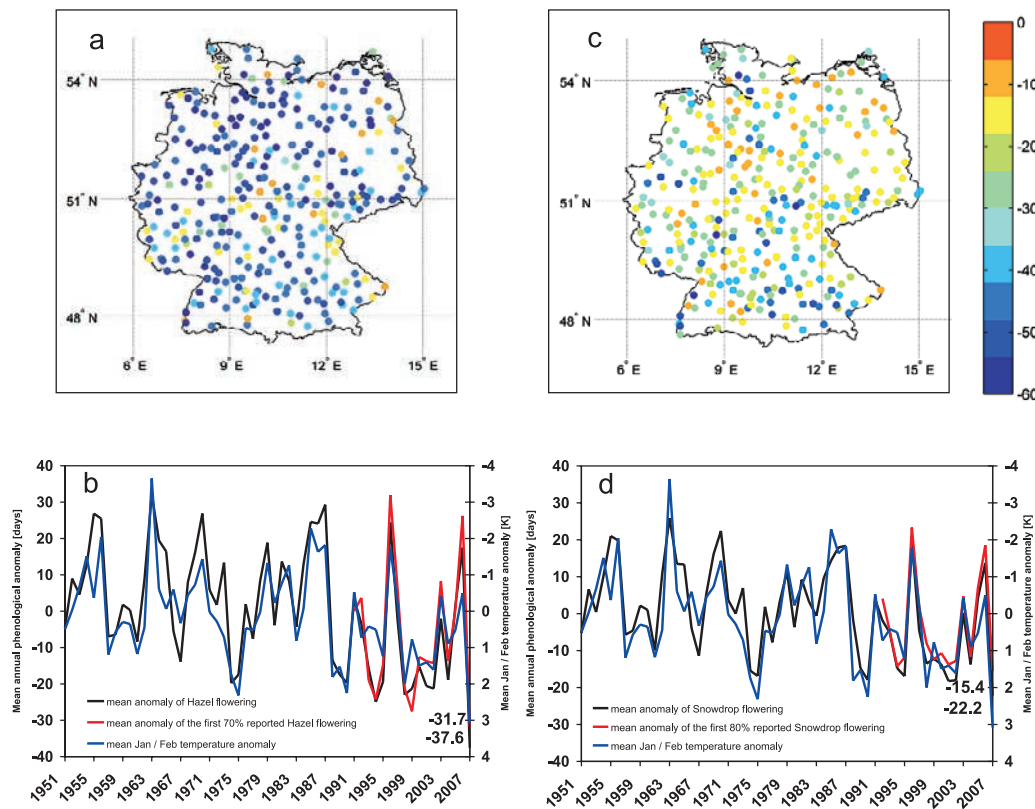 a
54° N
51° N
48° N
6° E
9° E
12° E
15° E
c
54° N
51° N
48° N
6° E
9° E
12° E
15° E
0
-10
-20
-30
-40
-50
-60
b
Mean annual phenological anomaly [days]
40
30
20
10
0
-10
-20
-30
-40
-4
-3
-2
-1
0
1
2
3
4
Mean Jan / Feb temperature anomaly [K]
mean anomaly of Hazel flowering
mean anomaly of the first 70% reported Hazel flowering
mean Jan / Feb temperature anomaly
-31.7
-37.6
1951
1955
1959
1963
1967
1971
1975
1979
1983
1987
1991
1995
1999
2003
2007
d
Mean annual phenological anomaly [days]
40
30
20
10
0
-10
-20
-30
-40
-4
-3
-2
-1
0
1
2
3
4
Mean Jan / Feb temperature anomaly [K]
-15.4
-22.2
mean anomaly of Snowdrop flowering
mean anomaly of the first 80% reported Snowdrop flowering
mean Jan / Feb temperature anomaly
1951
1955
1959
1963
1967
1971
1975
1979
1983
1987
1991
1995
1999
2003
2007